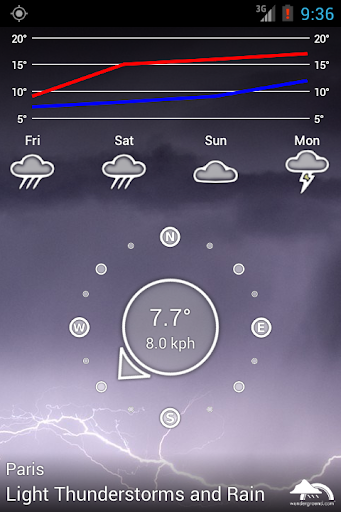 3G 9:36
20° 20°
15° 15°
10° 10°
5° 5°
Fri Sat Sun Mon
N
W E
7.7°
8.0 kph
S
Paris
Light Thunderstorms and Rain
wunderground.com